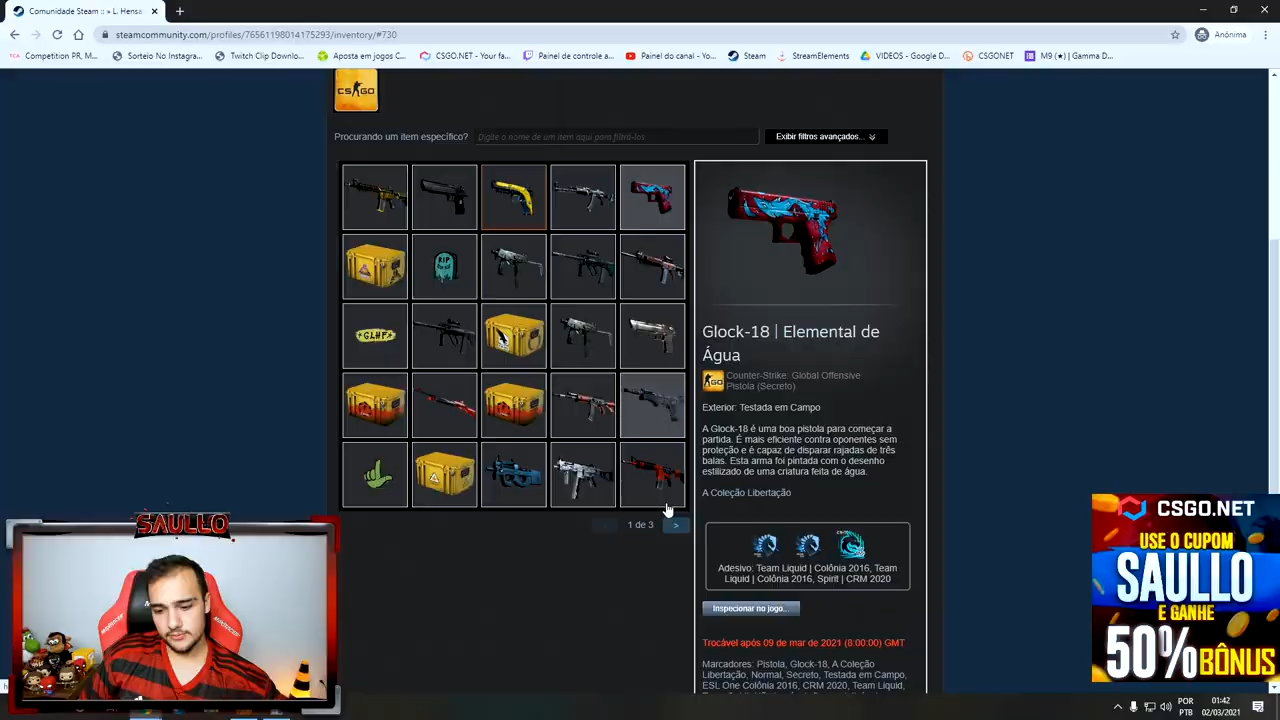 Comunidade Steam :: » L. Hensa
steamcommunity.com/profiles/76561198014175293/inventory/#730
Anônima
Competition PR, M...
Sorteio No Instagra...
Twitch Clip Downlo...
Aposta em jogos C...
CSGO.NET - Your fa...
Painel de controle a...
Painel do canal - Yo...
Steam
StreamElements
VIDEOS - Google D...
CSGONET
M9 (★) | Gamma D...
CS GO
Procurando um item específico?
Digite o nome de um item aqui para filtrá-los
Exibir filtros avançados...
RIP
GLHF
1 de 3
>
Glock-18 | Elemental de
Água
Counter-Strike: Global Offensive
Pistola (Secreto)
Exterior: Testada em Campo
A Glock-18 é uma boa pistola para começar a
partida. É mais eficiente contra oponentes sem
proteção e é capaz de disparar rajadas de três
balas. Esta arma foi pintada com o desenho
estilizado de uma criatura feita de água.
A Coleção Libertação
Adesivo: Team Liquid | Colônia 2016, Team
Liquid | Colônia 2016, Spirit | CRM 2020
Inspecionar no jogo...
Trocável após 09 de mar de 2021 (8:00:00) GMT
Marcadores: Pistola, Glock-18, A Coleção
Libertação, Normal, Secreto, Testada em Campo,
ESL One Colônia 2016, CRM 2020, Team Liquid,
SAULLO
CSGO.NET
USE O CUPOM
SAULLO
E GANHE
50% BÔNUS
POR
PTB
01:42
02/03/2021